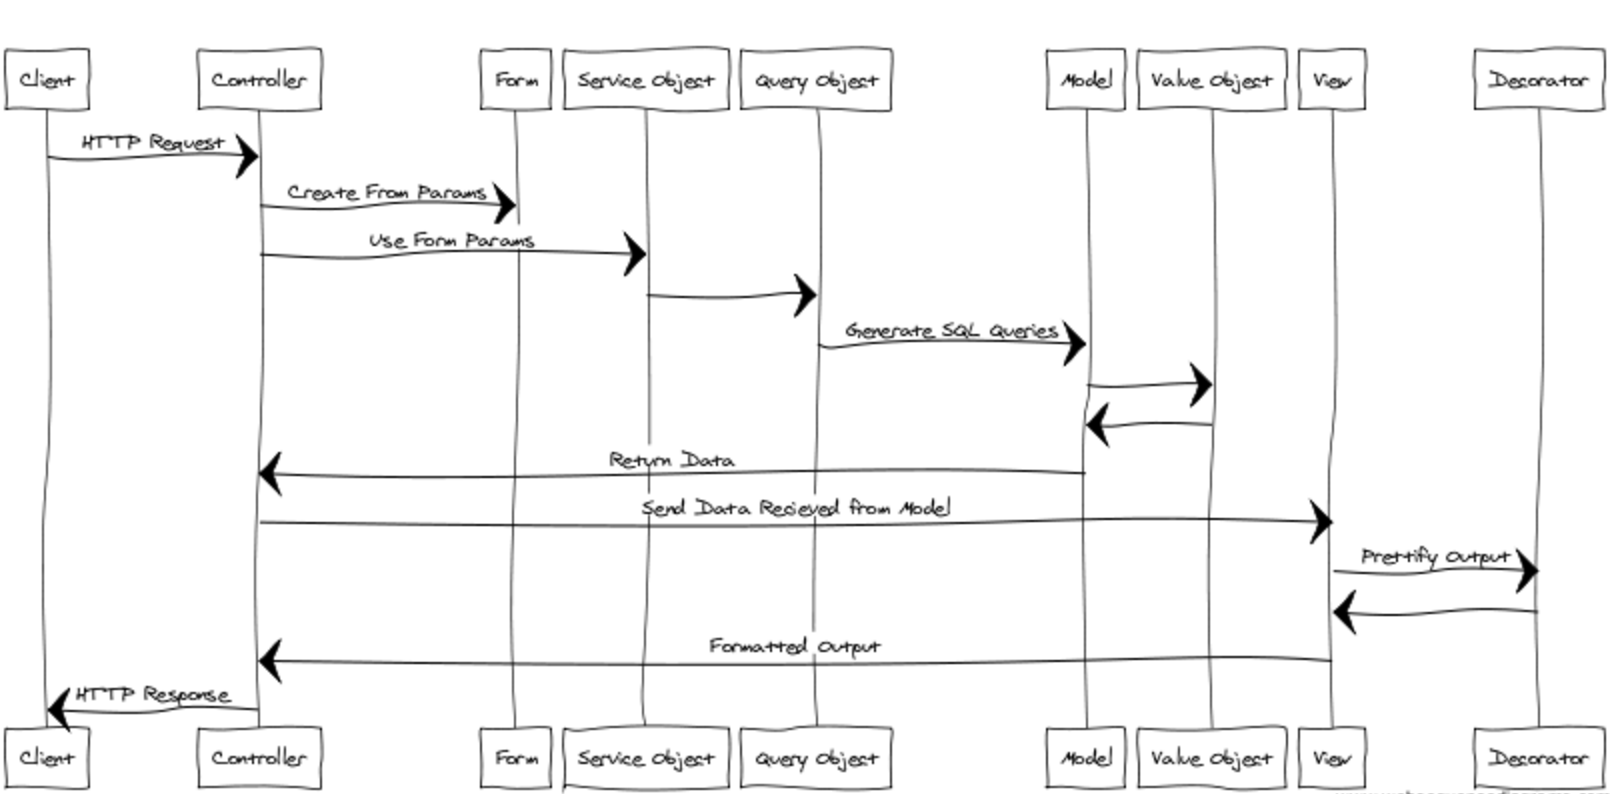 Client Controller Form Service Object Query Object Model Value Object View Decorator
HTTP Request
Create From Params
Use Form Params
Generate SQL Queries
Return Data
Send Data Recieved from Model
Prettify Output
Formatted Output
HTTP Response
Client Controller Form Service Object Query Object Model Value Object View Decorator